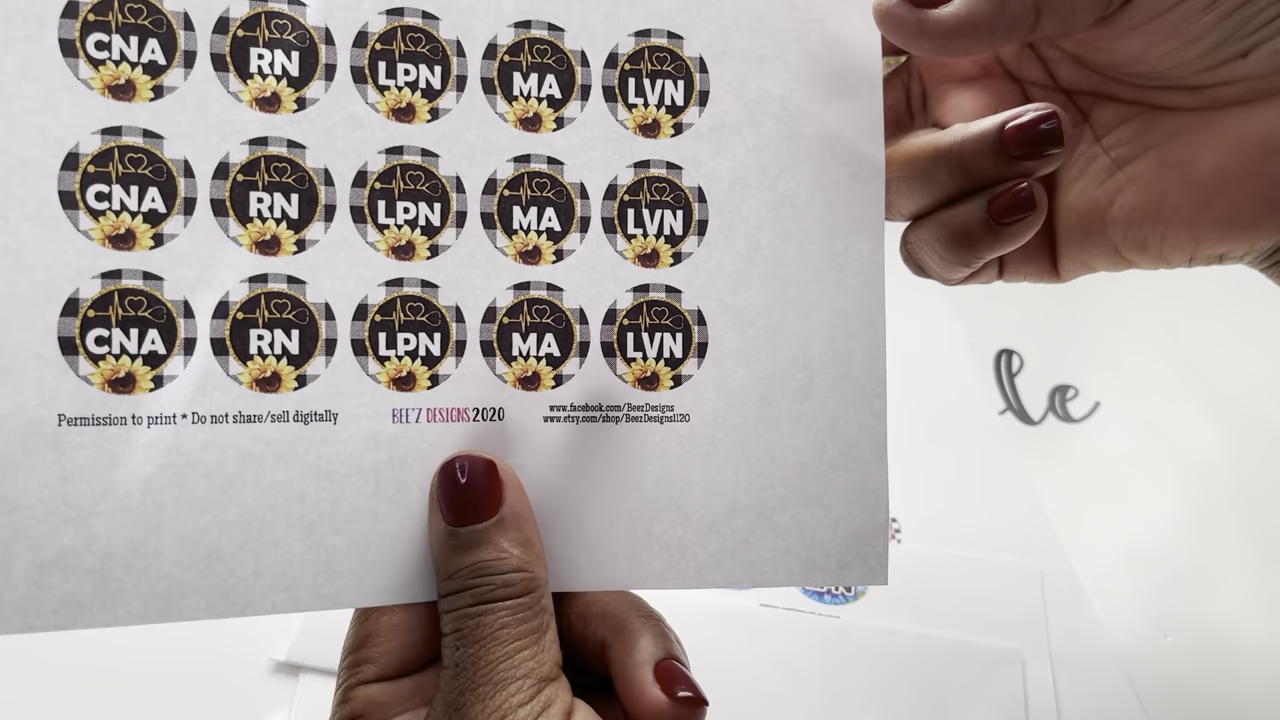 CNA RN LPN MA LVN
CNA RN LPN MA LVN
CNA RN LPN MA LVN
Permission to print * Do not share/sell digitally
BEE'Z DESIGNS 2020
www.facebook.com/BeezDesigns
www.etsy.com/shop/BeezDesigns1120
le